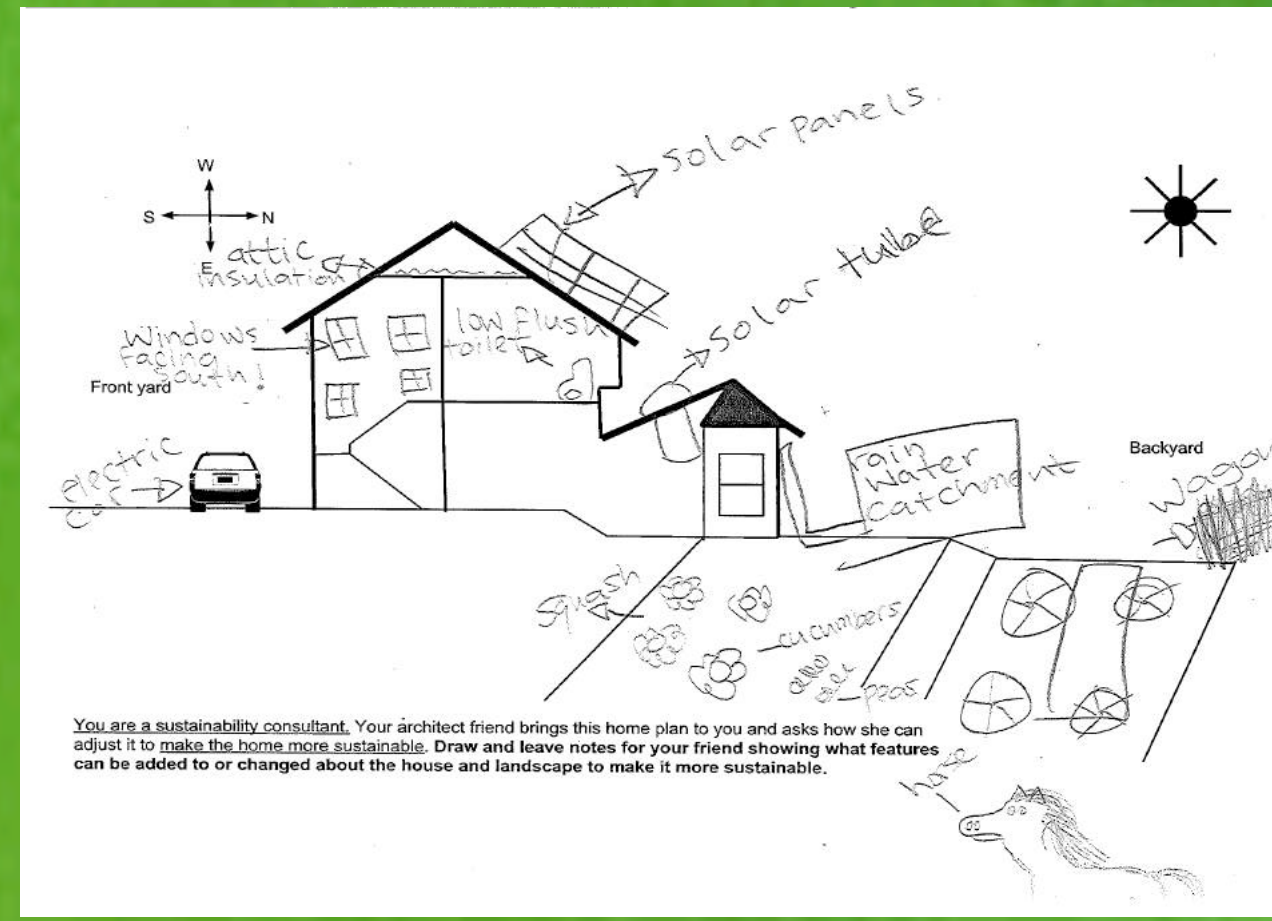 solar panels.
W
S
N
E
attic
insulation
solar tube
Windows
facing
south!
low flush
toilet
Front yard
electric
car
rain
water
catchment
Backyard
wagon
squash
cucumbers
peas
You are a sustainability consultant. Your architect friend brings this home plan to you and asks how she can
adjust it to make the home more sustainable. Draw and leave notes for your friend showing what features
can be added to or changed about the house and landscape to make it more sustainable.
horse